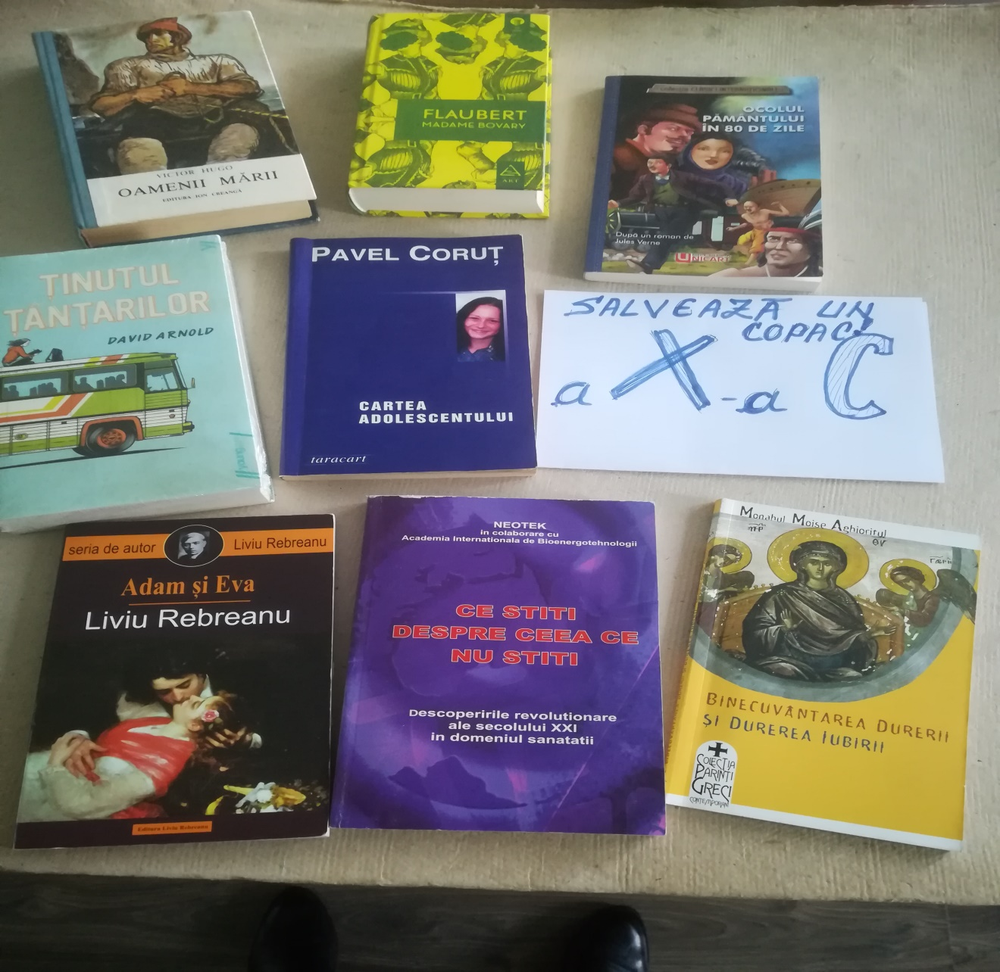 VICTOR HUGO
OAMENII MĂRII
EDITURA ION CREANGĂ
FLAUBERT
MADAME BOVARY
ART
OCOLUL
PĂMÂNTULUI
ÎN 80 DE ZILE
După un roman de
Jules Verne
UNICART
ȚINUTUL
ȚÂNȚARILOR
DAVID ARNOLD
PAVEL CORUȚ
CARTEA
ADOLESCENTULUI
taracart
SALVEAZĂ UN
COPAC!
a X-a C
seria de autor
Liviu Rebreanu
Adam și Eva
Liviu Rebreanu
Editura Liviu Rebreanu
NEOTEK
in colaborare cu
Academia Internationala de Bioenergotehnologii
CE STITI
DESPRE CEEA CE
NU STITI
Descoperirile revolutionare
ale secolului XXI
in domeniul sanatatii
Monahul Moise Aghioritul
BINECUVÂNTAREA DURERII
ȘI DUREREA IUBIRII
COLECȚIA
PĂRINȚI
GRECI
CONTEMPORANI